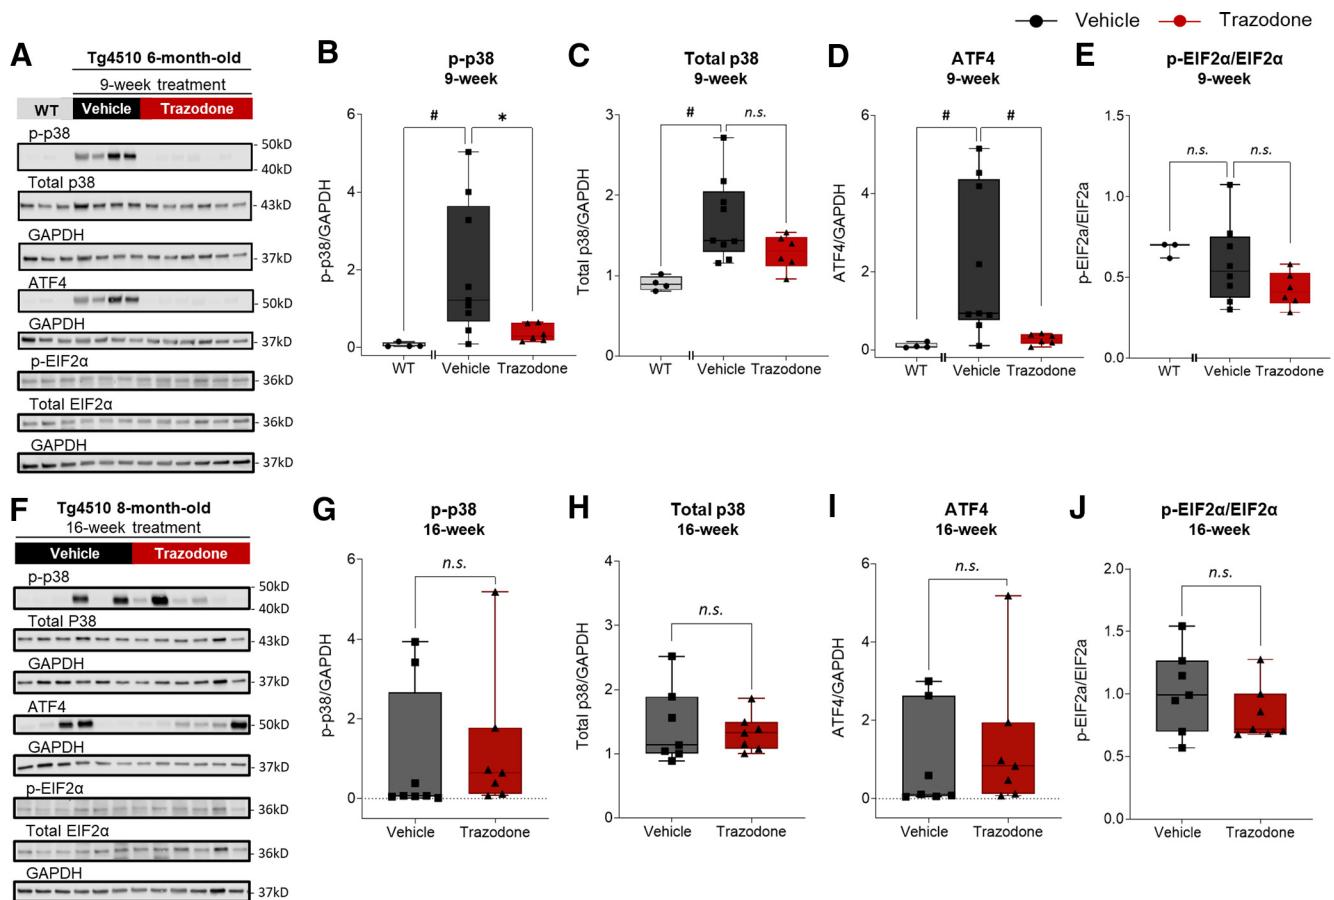 Vehicle Trazodone
A
Tg4510 6-month-old
9-week treatment
WT Vehicle Trazodone
p-p38
50kD
40kD
Total p38
43kD
GAPDH
37kD
ATF4
50kD
GAPDH
37kD
p-EIF2α
36kD
Total EIF2α
36kD
GAPDH
37kD
B
p-p38
9-week
# *
p-p38/GAPDH
6
4
2
0
WT Vehicle Trazodone
C
Total p38
9-week
# n.s.
Total p38/GAPDH
3
2
1
0
WT Vehicle Trazodone
D
ATF4
9-week
# #
ATF4/GAPDH
6
4
2
0
WT Vehicle Trazodone
E
p-EIF2α/EIF2α
9-week
n.s. n.s.
p-EIF2a/EIF2a
1.5
1.0
0.5
0.0
WT Vehicle Trazodone
F
Tg4510 8-month-old
16-week treatment
Vehicle Trazodone
p-p38
50kD
40kD
Total P38
43kD
GAPDH
37kD
ATF4
50kD
GAPDH
37kD
p-EIF2α
36kD
Total EIF2α
36kD
GAPDH
37kD
G
p-p38
16-week
n.s.
p-p38/GAPDH
6
4
2
0
Vehicle Trazodone
H
Total p38
16-week
n.s.
Total p38/GAPDH
4
3
2
1
0
Vehicle Trazodone
I
ATF4
16-week
n.s.
ATF4/GAPDH
6
4
2
0
Vehicle Trazodone
J
p-EIF2α/EIF2α
16-week
n.s.
p-EIF2a/EIF2a
2.0
1.5
1.0
0.5
0.0
Vehicle Trazodone